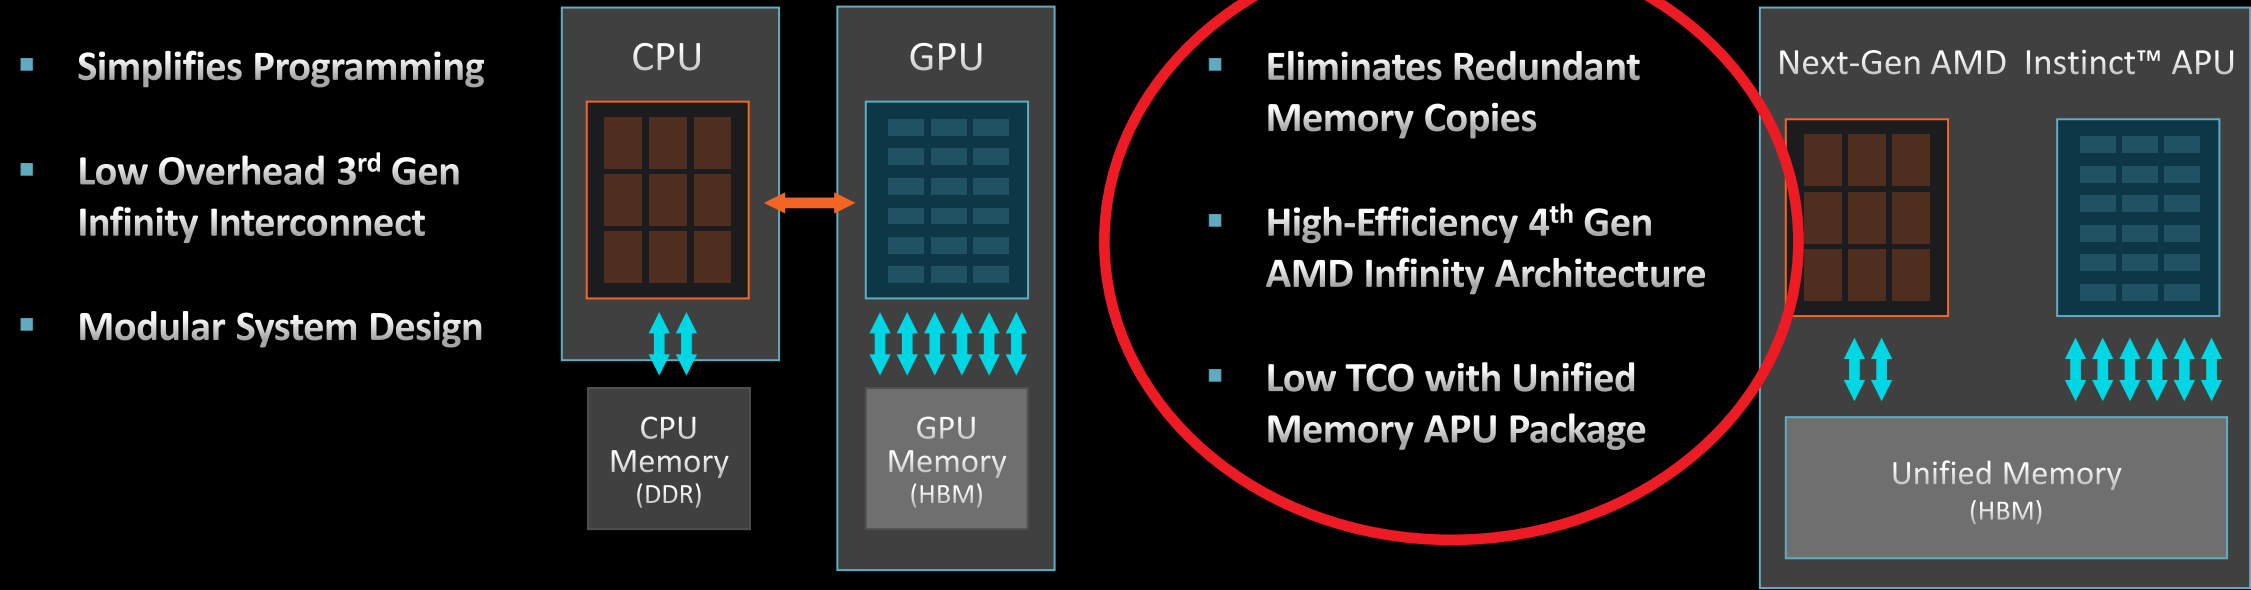 Simplifies Programming
Low Overhead 3rd Gen
Infinity Interconnect
Modular System Design
CPU
GPU
CPU
Memory
(DDR)
GPU
Memory
(HBM)
Eliminates Redundant
Memory Copies
High-Efficiency 4th Gen
AMD Infinity Architecture
Low TCO with Unified
Memory APU Package
Next-Gen AMD Instinct™ APU
Unified Memory
(HBM)